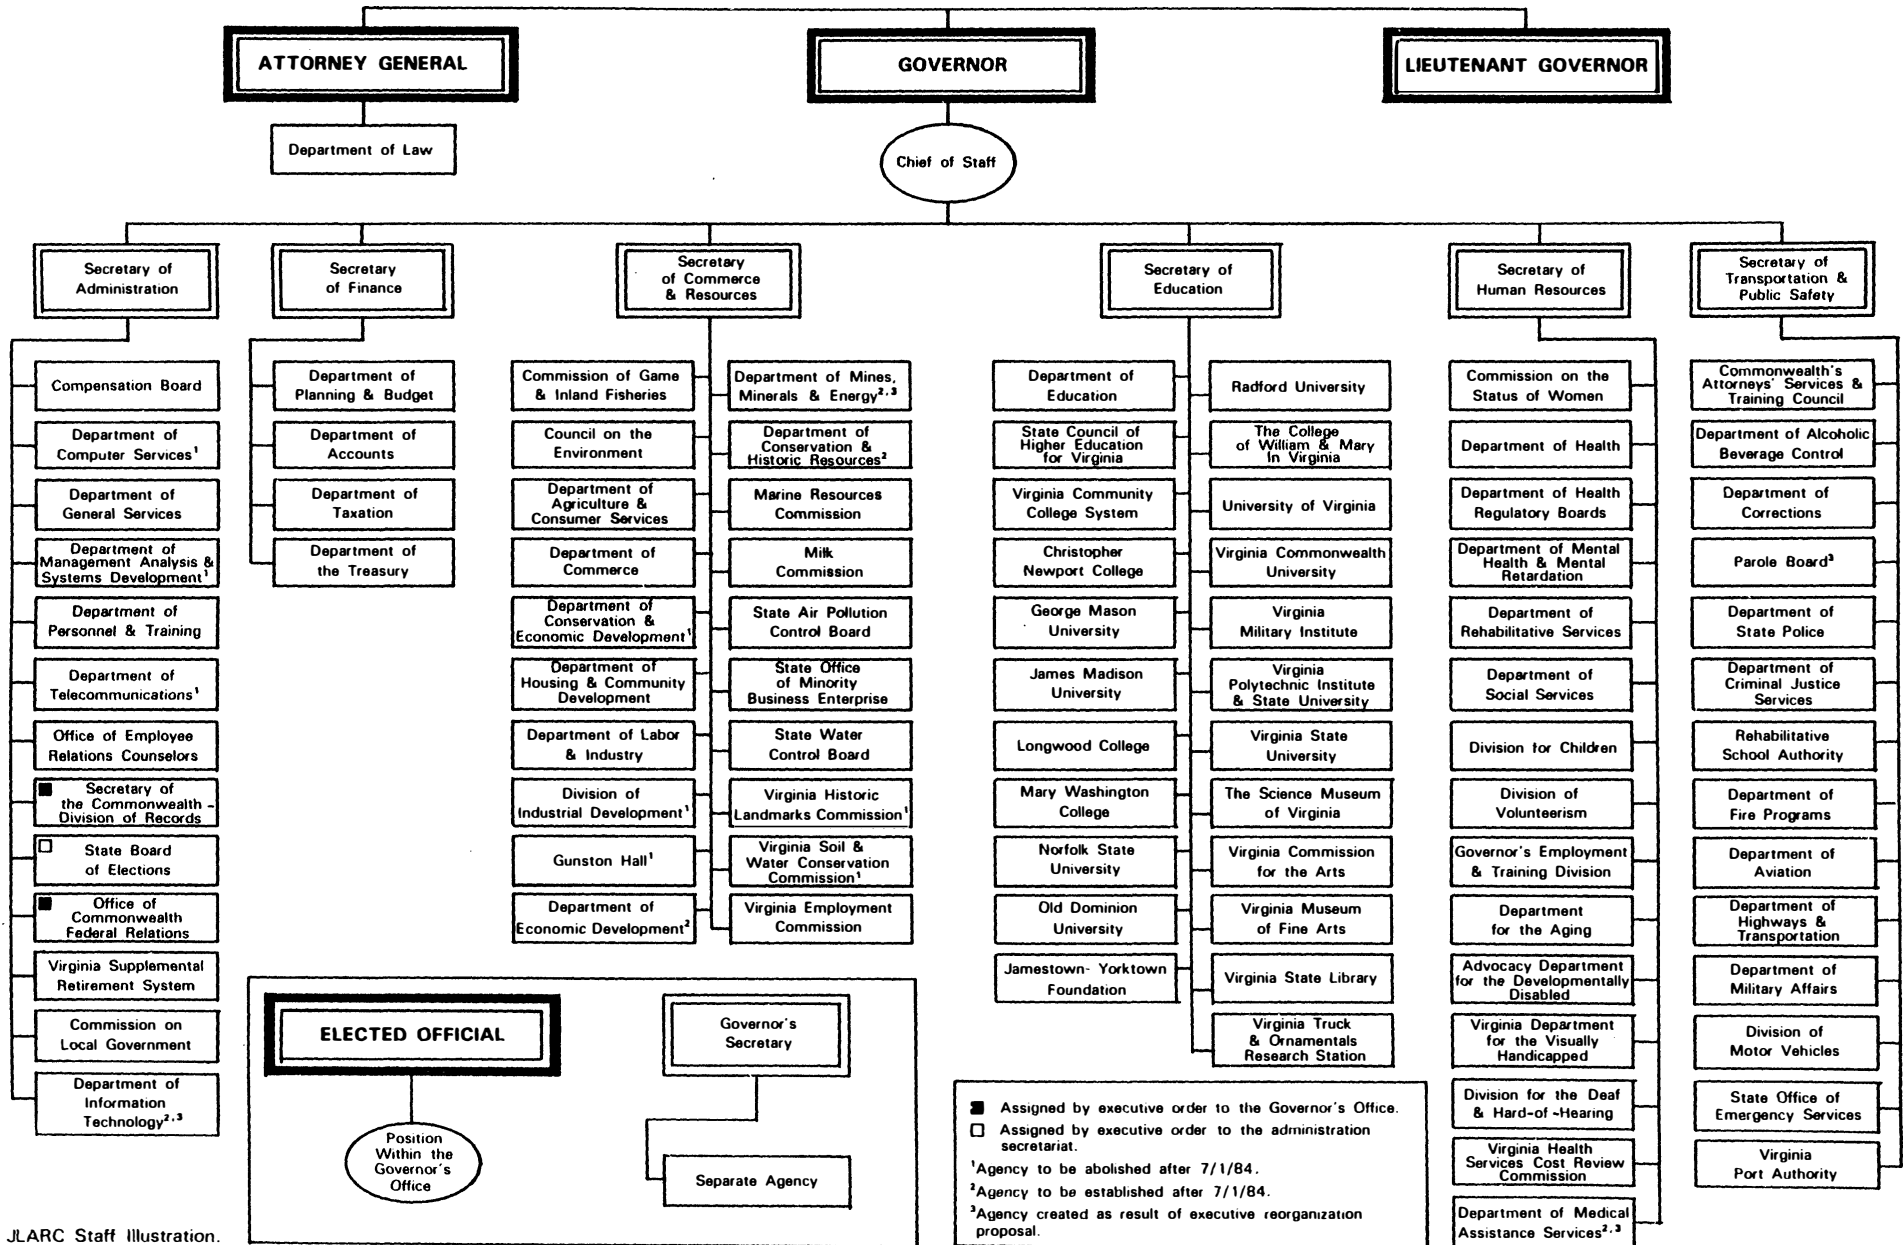 ATTORNEY GENERAL
GOVERNOR
LIEUTENANT GOVERNOR
Department of Law
Chief of Staff
Secretary of
Administration
Secretary
of Finance
Secretary
of Commerce
& Resources
Secretary of
Education
Secretary of
Human Resources
Secretary of
Transportation &
Public Safety
Compensation Board
Department of
Computer Services¹
Department of
General Services
Department of
Management Analysis &
Systems Development¹
Department of
Personnel & Training
Department of
Telecommunications¹
Office of Employee
Relations Counselors
■ Secretary of
the Commonwealth -
Division of Records
□ State Board
of Elections
■ Office of
Commonwealth
Federal Relations
Virginia Supplemental
Retirement System
Commission on
Local Government
Department of
Information
Technology²,³
Department of
Planning & Budget
Department of
Accounts
Department of
Taxation
Department of
the Treasury
Commission of Game
& Inland Fisheries
Council on the
Environment
Department of
Agriculture &
Consumer Services
Department of
Commerce
Department of
Conservation &
Economic Development¹
Department of
Housing & Community
Development
Department of Labor
& Industry
Division of
Industrial Development¹
Gunston Hall¹
Department of
Economic Development²
Department of Mines,
Minerals & Energy²,³
Department of
Conservation &
Historic Resources²
Marine Resources
Commission
Milk
Commission
State Air Pollution
Control Board
State Office
of Minority
Business Enterprise
State Water
Control Board
Virginia Historic
Landmarks Commission¹
Virginia Soil &
Water Conservation
Commission¹
Virginia Employment
Commission
Department of
Education
State Council of
Higher Education
for Virginia
Virginia Community
College System
Christopher
Newport College
George Mason
University
James Madison
University
Longwood College
Mary Washington
College
Norfolk State
University
Old Dominion
University
Jamestown- Yorktown
Foundation
Radford University
The College
of William & Mary
In Virginia
University of Virginia
Virginia Commonwealth
University
Virginia
Military Institute
Virginia
Polytechnic Institute
& State University
Virginia State
University
The Science Museum
of Virginia
Virginia Commission
for the Arts
Virginia Museum
of Fine Arts
Virginia State Library
Virginia Truck
& Ornamentals
Research Station
Commission on the
Status of Women
Department of Health
Department of Health
Regulatory Boards
Department of Mental
Health & Mental
Retardation
Department of
Rehabilitative Services
Department of
Social Services
Division for Children
Division of
Volunteerism
Governor's Employment
& Training Division
Department
for the Aging
Advocacy Department
for the Developmentally
Disabled
Virginia Department
for the Visually
Handicapped
Division for the Deaf
& Hard-of-Hearing
Virginia Health
Services Cost Review
Commission
Department of Medical
Assistance Services²,³
Commonwealth's
Attorneys' Services &
Training Council
Department of Alcoholic
Beverage Control
Department of
Corrections
Parole Board³
Department of
State Police
Department of
Criminal Justice
Services
Rehabilitative
School Authority
Department of
Fire Programs
Department of
Aviation
Department of
Highways &
Transportation
Department of
Military Affairs
Division of
Motor Vehicles
State Office of
Emergency Services
Virginia
Port Authority
ELECTED OFFICIAL
Position
Within the
Governor's
Office
Governor's
Secretary
Separate Agency
■ Assigned by executive order to the Governor's Office.
□ Assigned by executive order to the administration
secretariat.
¹Agency to be abolished after 7/1/84.
²Agency to be established after 7/1/84.
³Agency created as result of executive reorganization
proposal.
JLARC Staff Illustration.